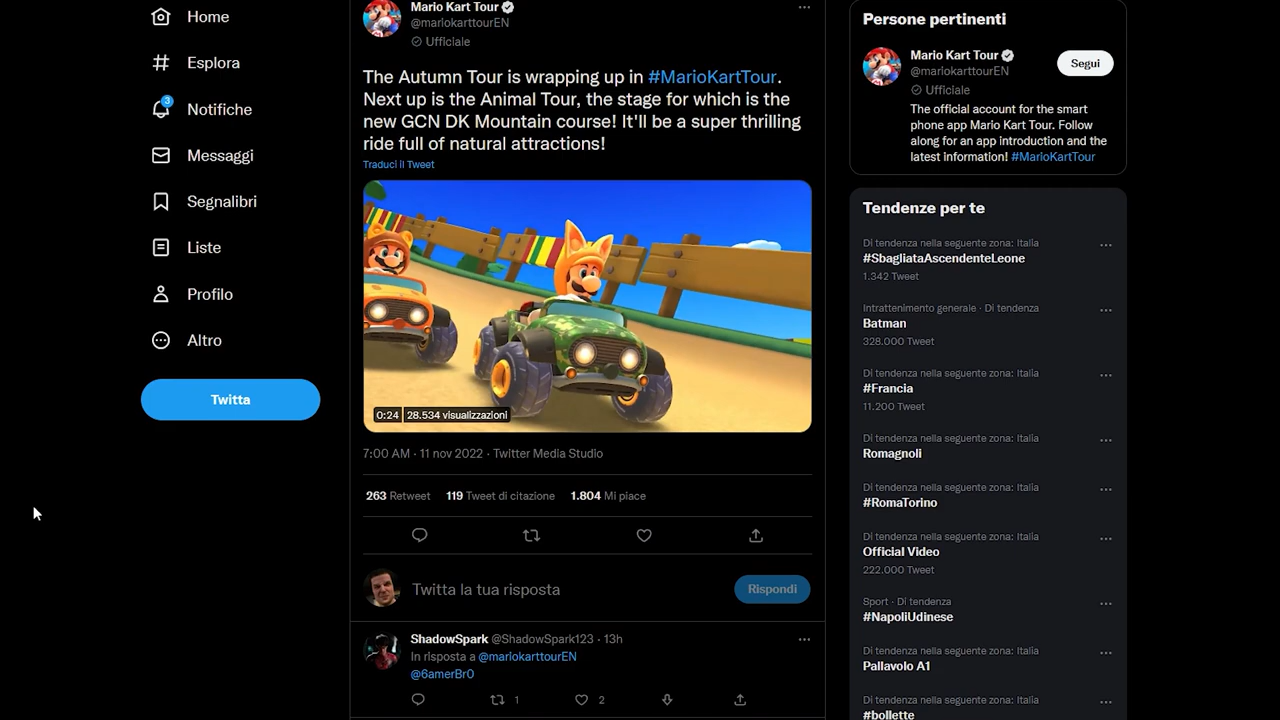 Home
Esplora
3
Notifiche
Messaggi
Segnalibri
Liste
Profilo
Altro
Twitta
Mario Kart Tour
@mariokarttourEN
Ufficiale
The Autumn Tour is wrapping up in #MarioKartTour.
Next up is the Animal Tour, the stage for which is the
new GCN DK Mountain course! It'll be a super thrilling
ride full of natural attractions!
Traduci il Tweet
0:24 28.534 visualizzazioni
7:00 AM · 11 nov 2022 · Twitter Media Studio
263 Retweet 119 Tweet di citazione 1.804 Mi piace
Twitta la tua risposta
Rispondi
ShadowSpark @ShadowSpark123 · 13h
In risposta a @mariokarttourEN
@6amerBr0
1 2
Persone pertinenti
Mario Kart Tour
@mariokarttourEN
Segui
Ufficiale
The official account for the smart
phone app Mario Kart Tour. Follow
along for an app introduction and the
latest information! #MarioKartTour
Tendenze per te
Di tendenza nella seguente zona: Italia
#SbagliataAscendenteLeone
1.342 Tweet
Intrattenimento generale · Di tendenza
Batman
328.000 Tweet
Di tendenza nella seguente zona: Italia
#Francia
11.200 Tweet
Di tendenza nella seguente zona: Italia
Romagnoli
Di tendenza nella seguente zona: Italia
#RomaTorino
Di tendenza nella seguente zona: Italia
Official Video
222.000 Tweet
Sport · Di tendenza
#NapoliUdinese
Di tendenza nella seguente zona: Italia
Pallavolo A1
Di tendenza nella seguente zona: Italia
#bollette